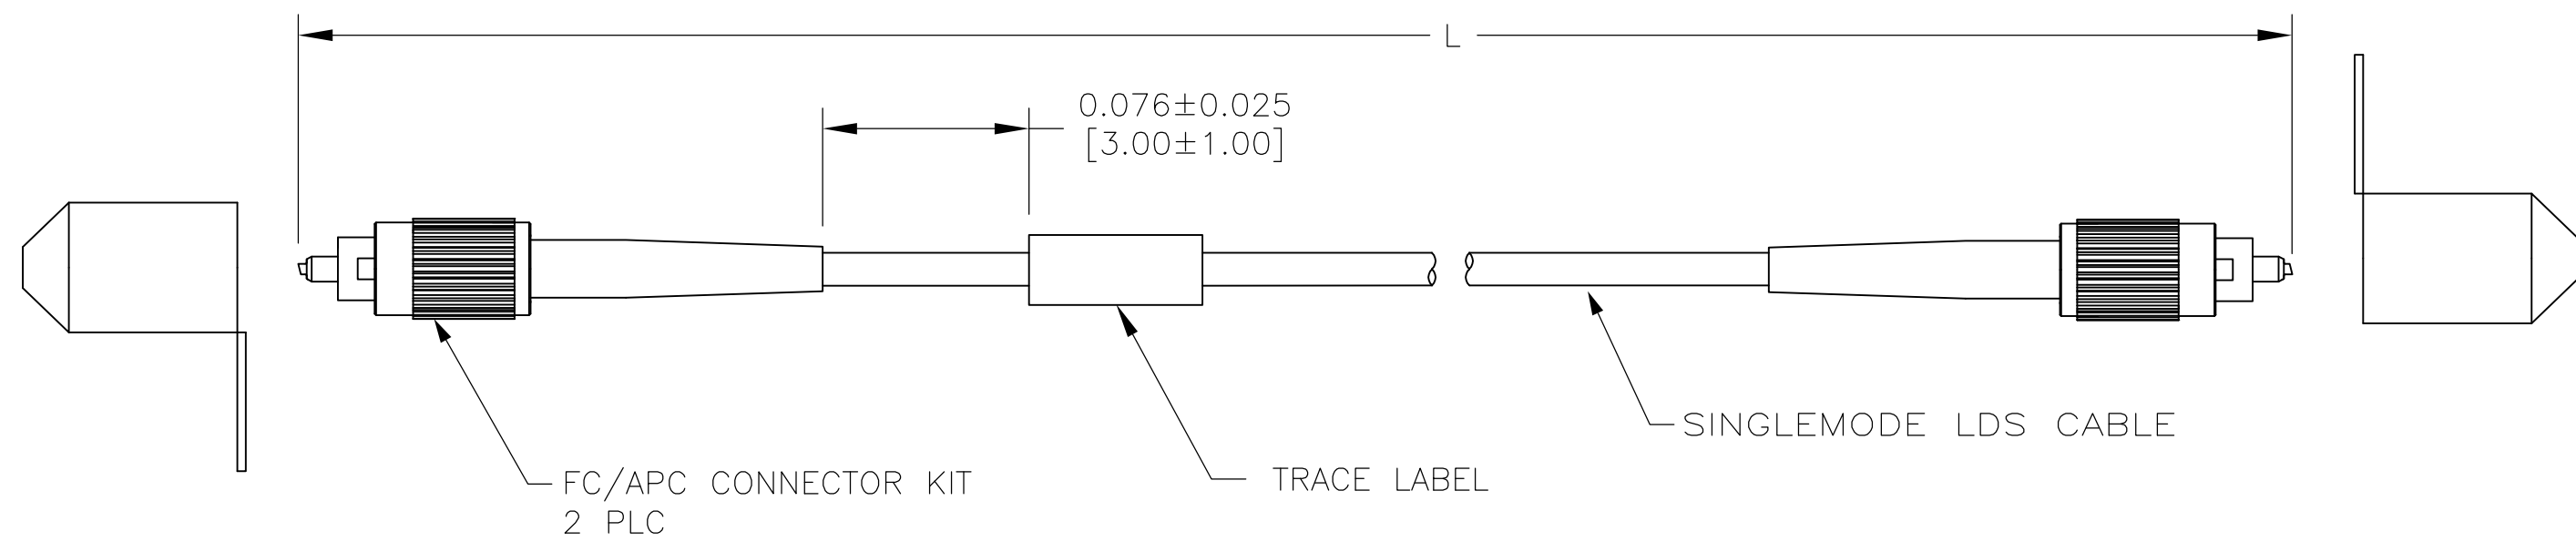 L
0.076±0.025
[3.00±1.00]
SINGLEMODE LDS CABLE
FC/APC CONNECTOR KIT
2 PLC
TRACE LABEL